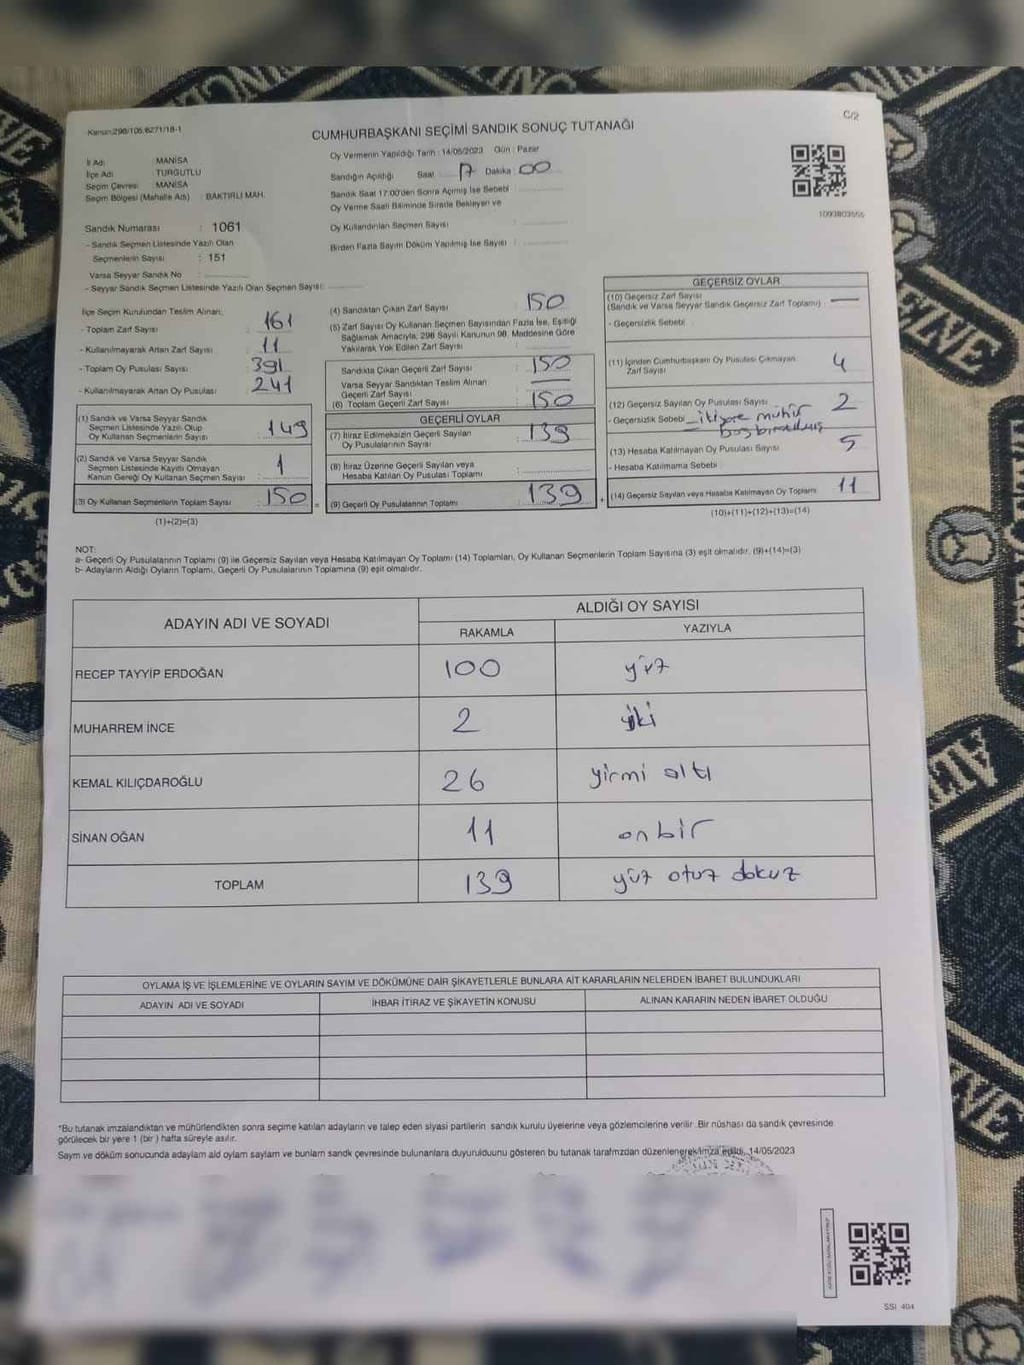 Kanun:298/105,6271/18-1
C/2
CUMHURBAŞKANI SEÇİMİ SANDIK SONUÇ TUTANAĞI
İl Adı MANİSA
İlçe Adı TURGUTLU
Seçim Çevresi MANİSA
Seçim Bölgesi (Mahalle Adı) : BAKTIRLI MAH.
Oy Vermenin Yapıldığı Tarih : 14/05/2023 Gün : Pazar
Sandığın Açıldığı Saat 17 Dakika : 00
Sandık Saat 17:00'den Sonra Açılmış İse Sebebi
Oy Verme Saati Bitiminde Sırada Bekleyen ve
Oy Kullandırılan Seçmen Sayısı
Birden Fazla Sayım Döküm Yapılmış İse Sayısı :
Sandık Numarası : 1061
- Sandık Seçmen Listesinde Yazılı Olan
Seçmenlerin Sayısı : 151
Varsa Seyyar Sandık No
- Seyyar Sandık Seçmen Listesinde Yazılı Olan Seçmen Sayısı:
İlçe Seçim Kurulundan Teslim Alınan;
- Toplam Zarf Sayısı 161
- Kullanılmayarak Artan Zarf Sayısı 11
- Toplam Oy Pusulası Sayısı 391
- Kullanılmayarak Artan Oy Pusulası 241
(1) Sandık ve Varsa Seyyar Sandık
Seçmen Listesinde Yazılı Olup
Oy Kullanan Seçmenlerin Sayısı : 149
(2) Sandık ve Varsa Seyyar Sandık
Seçmen Listesinde Kayıtlı Olmayan
Kanun Gereği Oy Kullanan Seçmen Sayısı : 1
(3) Oy Kullanan Seçmenlerin Toplam Sayısı : 150
(1)+(2)=(3)
(4) Sandıktan Çıkan Zarf Sayısı 150
(5) Zarf Sayısı Oy Kullanan Seçmen Sayısından Fazla İse, Eşitliği
Sağlamak Amacıyla, 298 Sayılı Kanunun 98. Maddesine Göre
Yakılarak Yok Edilen Zarf Sayısı
Sandıkta Çıkan Geçerli Zarf Sayısı 150
Varsa Seyyar Sandıktan Teslim Alınan
Geçerli Zarf Sayısı
(6) Toplam Geçerli Zarf Sayısı 150
GEÇERLİ OYLAR
(7) İtiraz Edilmeksizin Geçerli Sayılan
Oy Pusulalarının Sayısı : 139
(8) İtiraz Üzerine Geçerli Sayılan veya
Hesaba Katılan Oy Pusulası Toplamı :
(9) Geçerli Oy Pusulalarının Toplamı 139
GEÇERSİZ OYLAR
(10) Geçersiz Zarf Sayısı
(Sandık ve Varsa Seyyar Sandık Geçersiz Zarf Toplamı) : —
- Geçersizlik Sebebi
(11) İçinden Cumhurbaşkanı Oy Pusulası Çıkmayan
Zarf Sayısı 4
(12) Geçersiz Sayılan Oy Pusulası Sayısı 2
- Geçersizlik Sebebi - iki yere mühür
- boş bırakılmış
(13) Hesaba Katılmayan Oy Pusulası Sayısı 5
- Hesaba Katılmama Sebebi
(14) Geçersiz Sayılan veya Hesaba Katılmayan Oy Toplamı 11
(10)+(11)+(12)+(13)=(14)
NOT:
a- Geçerli Oy Pusulalarının Toplamı (9) ile Geçersiz Sayılan veya Hesaba Katılmayan Oy Toplamı (14) Toplamları, Oy Kullanan Seçmenlerin Toplam Sayısına (3) eşit olmalıdır. (9)+(14)=(3)
b- Adayların Aldığı Oyların Toplamı, Geçerli Oy Pusulalarının Toplamına (9) eşit olmalıdır.
ADAYIN ADI VE SOYADI
ALDIĞI OY SAYISI
RAKAMLA YAZIYLA
RECEP TAYYİP ERDOĞAN 100 yüz
MUHARREM İNCE 2 iki
KEMAL KILIÇDAROĞLU 26 yirmi altı
SİNAN OĞAN 11 onbir
TOPLAM 139 yüz otuz dokuz
OYLAMA İŞ VE İŞLEMLERİNE VE OYLARIN SAYIM VE DÖKÜMÜNE DAİR ŞİKAYETLERLE BUNLARA AİT KARARLARIN NELERDEN İBARET BULUNDUKLARI
ADAYIN ADI VE SOYADI İHBAR İTİRAZ VE ŞİKAYETİN KONUSU ALINAN KARARIN NEDEN İBARET OLDUĞU
*Bu tutanak imzalandıktan ve mühürlendikten sonra seçime katılan adayların ve talep eden siyasi partilerin sandık kurulu üyelerine veya gözlemcilerine verilir .Bir nüshası da sandık çevresinde
görülecek bir yere 1 (bir ) hafta süreyle asılır.
Sayım ve döküm sonucunda adayların ald oyların sayları ve bunların sandk çevresinde bulunanlara duyurulduunu gösteren bu tutanak tarafmzdan düzenlenerek imza edildi. 14/05/2023
SSI 404